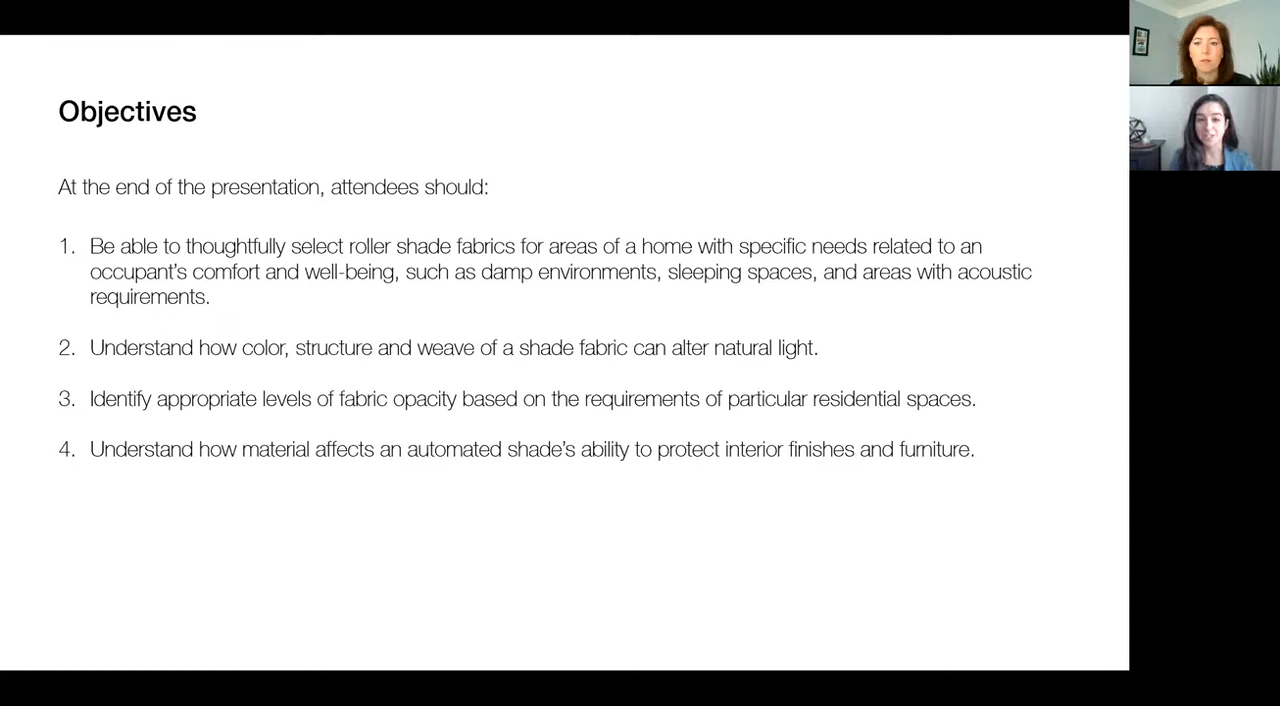 Objectives
At the end of the presentation, attendees should:
1. Be able to thoughtfully select roller shade fabrics for areas of a home with specific needs related to an
occupant's comfort and well-being, such as damp environments, sleeping spaces, and areas with acoustic
requirements.
2. Understand how color, structure and weave of a shade fabric can alter natural light.
3. Identify appropriate levels of fabric opacity based on the requirements of particular residential spaces.
4. Understand how material affects an automated shade's ability to protect interior finishes and furniture.